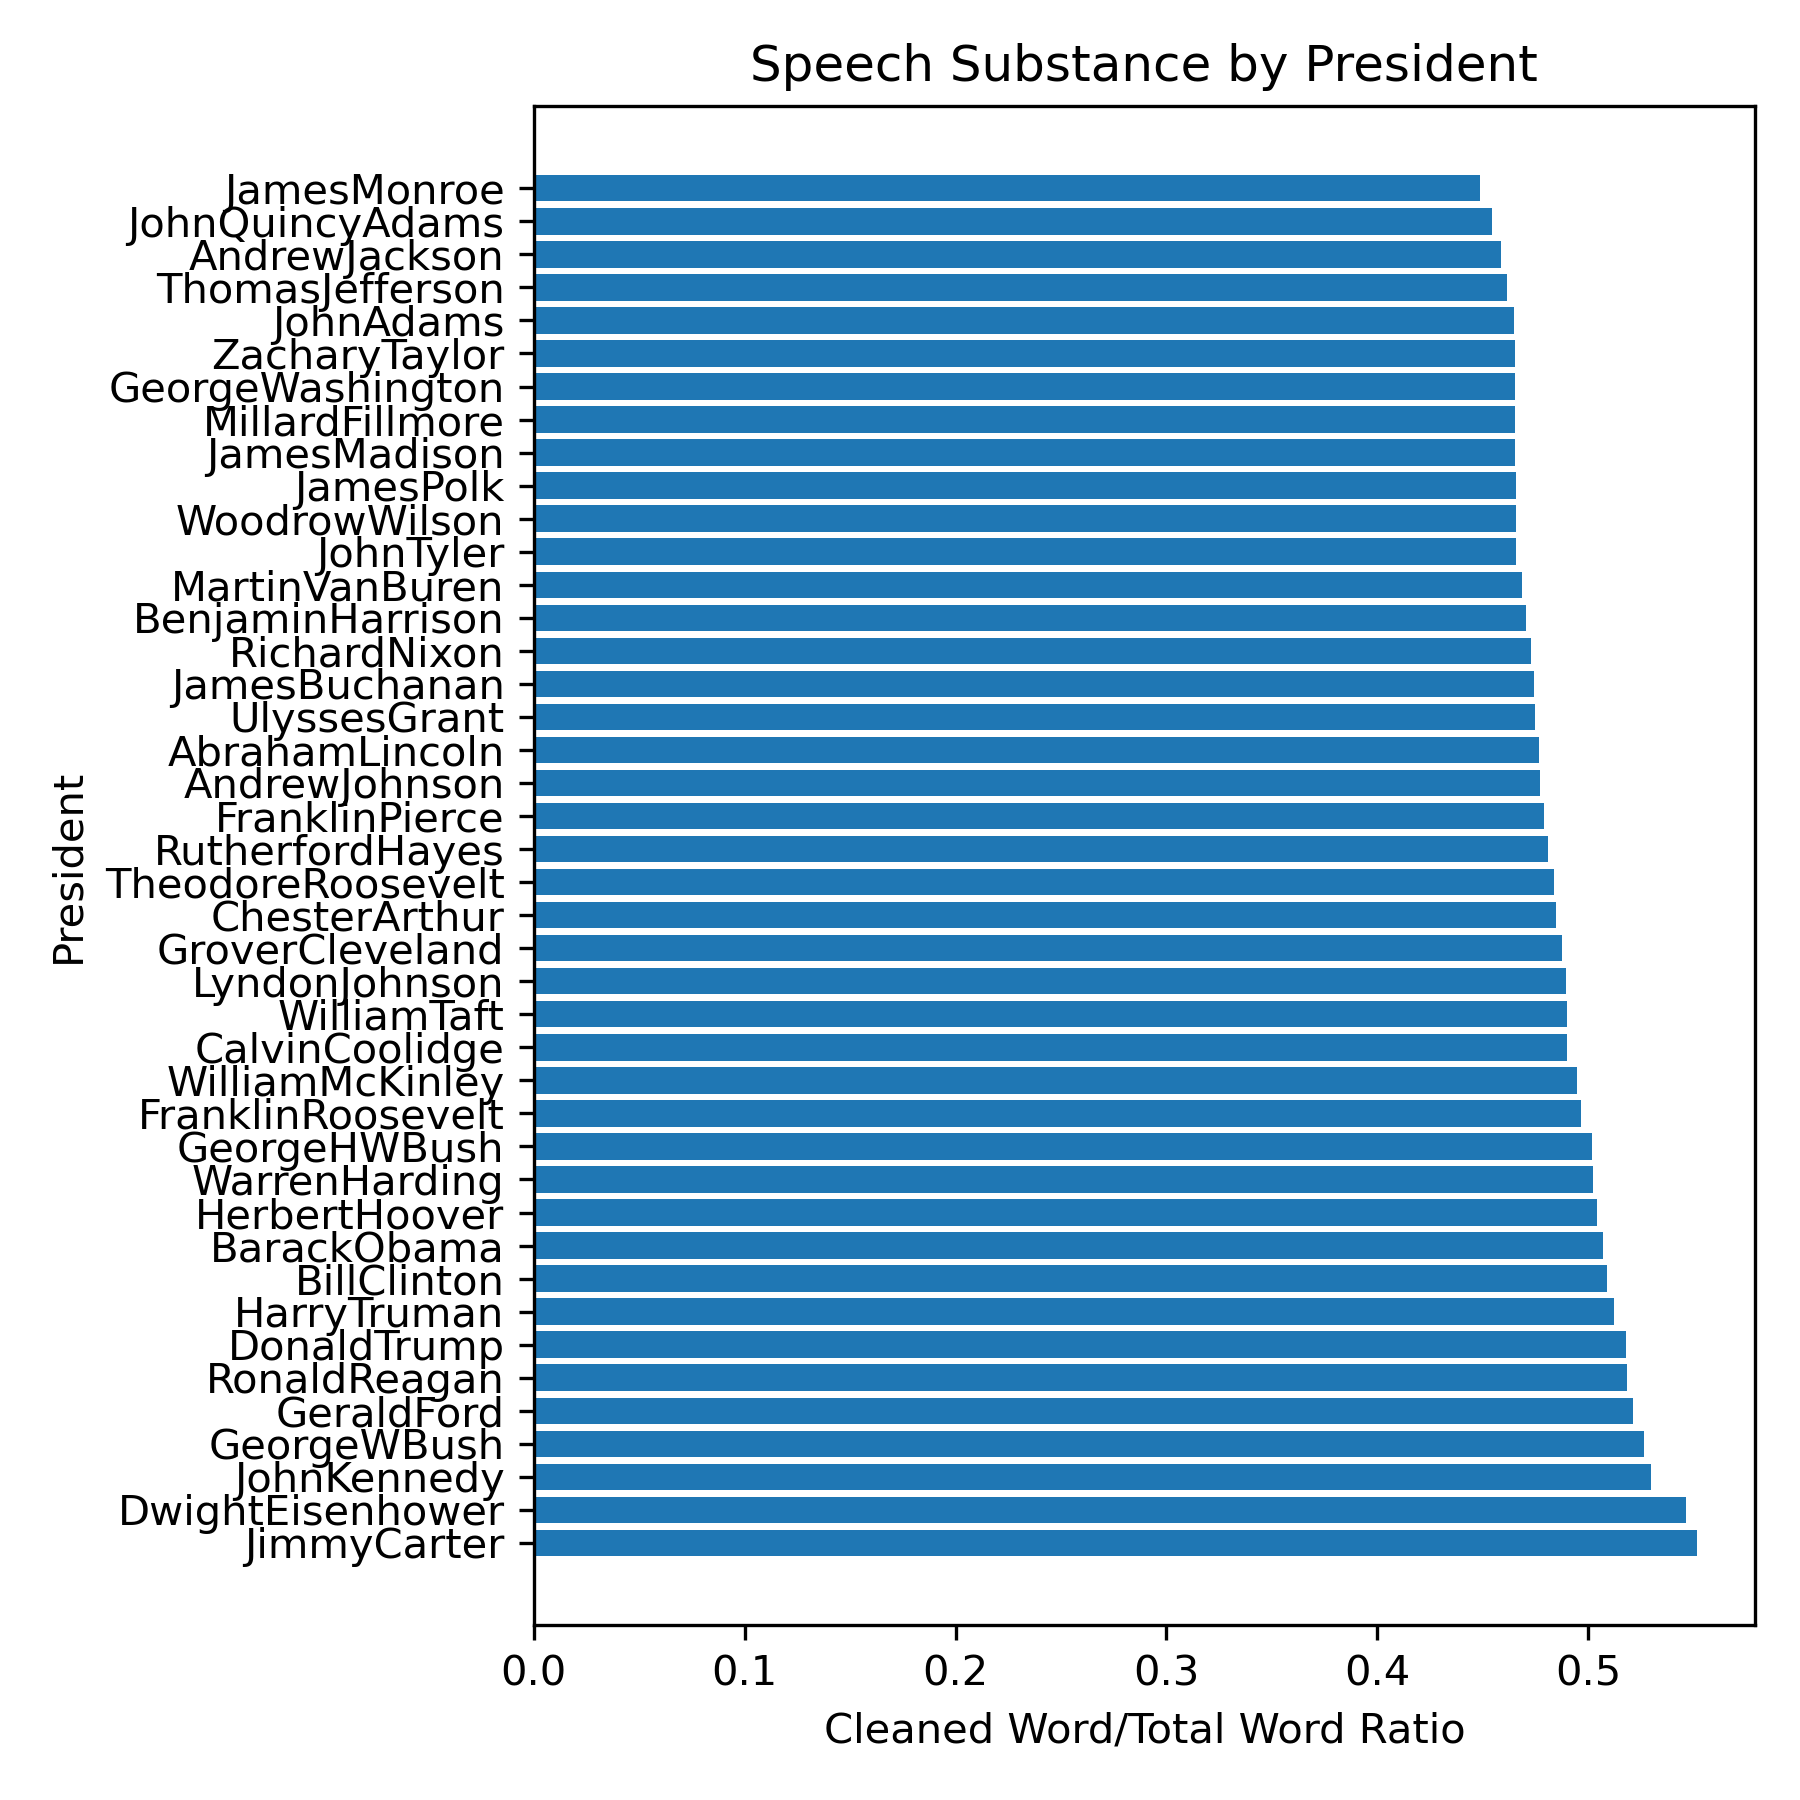 Speech Substance by President
JamesMonroe
JohnQuincyAdams
AndrewJackson
ThomasJefferson
JohnAdams
ZacharyTaylor
GeorgeWashington
MillardFillmore
JamesMadison
JamesPolk
WoodrowWilson
JohnTyler
MartinVanBuren
BenjaminHarrison
RichardNixon
JamesBuchanan
UlyssesGrant
AbrahamLincoln
AndrewJohnson
FranklinPierce
RutherfordHayes
TheodoreRoosevelt
ChesterArthur
GroverCleveland
LyndonJohnson
WilliamTaft
CalvinCoolidge
WilliamMcKinley
FranklinRoosevelt
GeorgeHWBush
WarrenHarding
HerbertHoover
BarackObama
BillClinton
HarryTruman
DonaldTrump
RonaldReagan
GeraldFord
GeorgeWBush
JohnKennedy
DwightEisenhower
JimmyCarter
President
0.0 0.1 0.2 0.3 0.4 0.5
Cleaned Word/Total Word Ratio